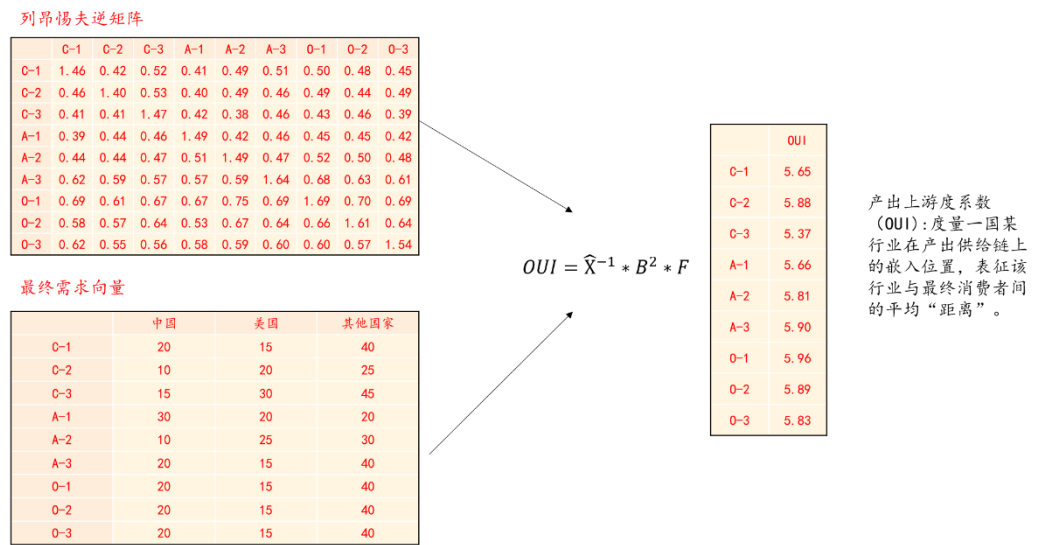 列昂惕夫逆矩阵
C-1 C-2 C-3 A-1 A-2 A-3 O-1 O-2 O-3
C-1 1.46 0.42 0.52 0.41 0.49 0.51 0.50 0.48 0.45
C-2 0.46 1.40 0.53 0.40 0.49 0.46 0.49 0.44 0.49
C-3 0.41 0.41 1.47 0.42 0.38 0.46 0.43 0.46 0.39
A-1 0.39 0.44 0.46 1.49 0.42 0.46 0.45 0.45 0.42
A-2 0.44 0.44 0.47 0.51 1.49 0.47 0.52 0.50 0.48
A-3 0.62 0.59 0.57 0.57 0.59 1.64 0.68 0.63 0.61
O-1 0.69 0.61 0.67 0.67 0.75 0.69 1.69 0.70 0.69
O-2 0.58 0.57 0.64 0.53 0.67 0.64 0.66 1.61 0.64
O-3 0.62 0.55 0.56 0.58 0.59 0.60 0.60 0.57 1.54
最终需求向量
中国 美国 其他国家
C-1 20 15 40
C-2 10 20 25
C-3 15 30 45
A-1 30 20 20
A-2 10 25 30
A-3 20 15 40
O-1 20 15 40
O-2 20 15 40
O-3 20 15 40
OUI = X̂⁻¹ * B² * F
OUI
C-1 5.65
C-2 5.88
C-3 5.37
A-1 5.66
A-2 5.81
A-3 5.90
O-1 5.96
O-2 5.89
O-3 5.83
产出上游度系数
（OUI）:度量一国某
行业在产出供给链上
的嵌入位置，表征该
行业与最终消费者间
的平均“距离”。